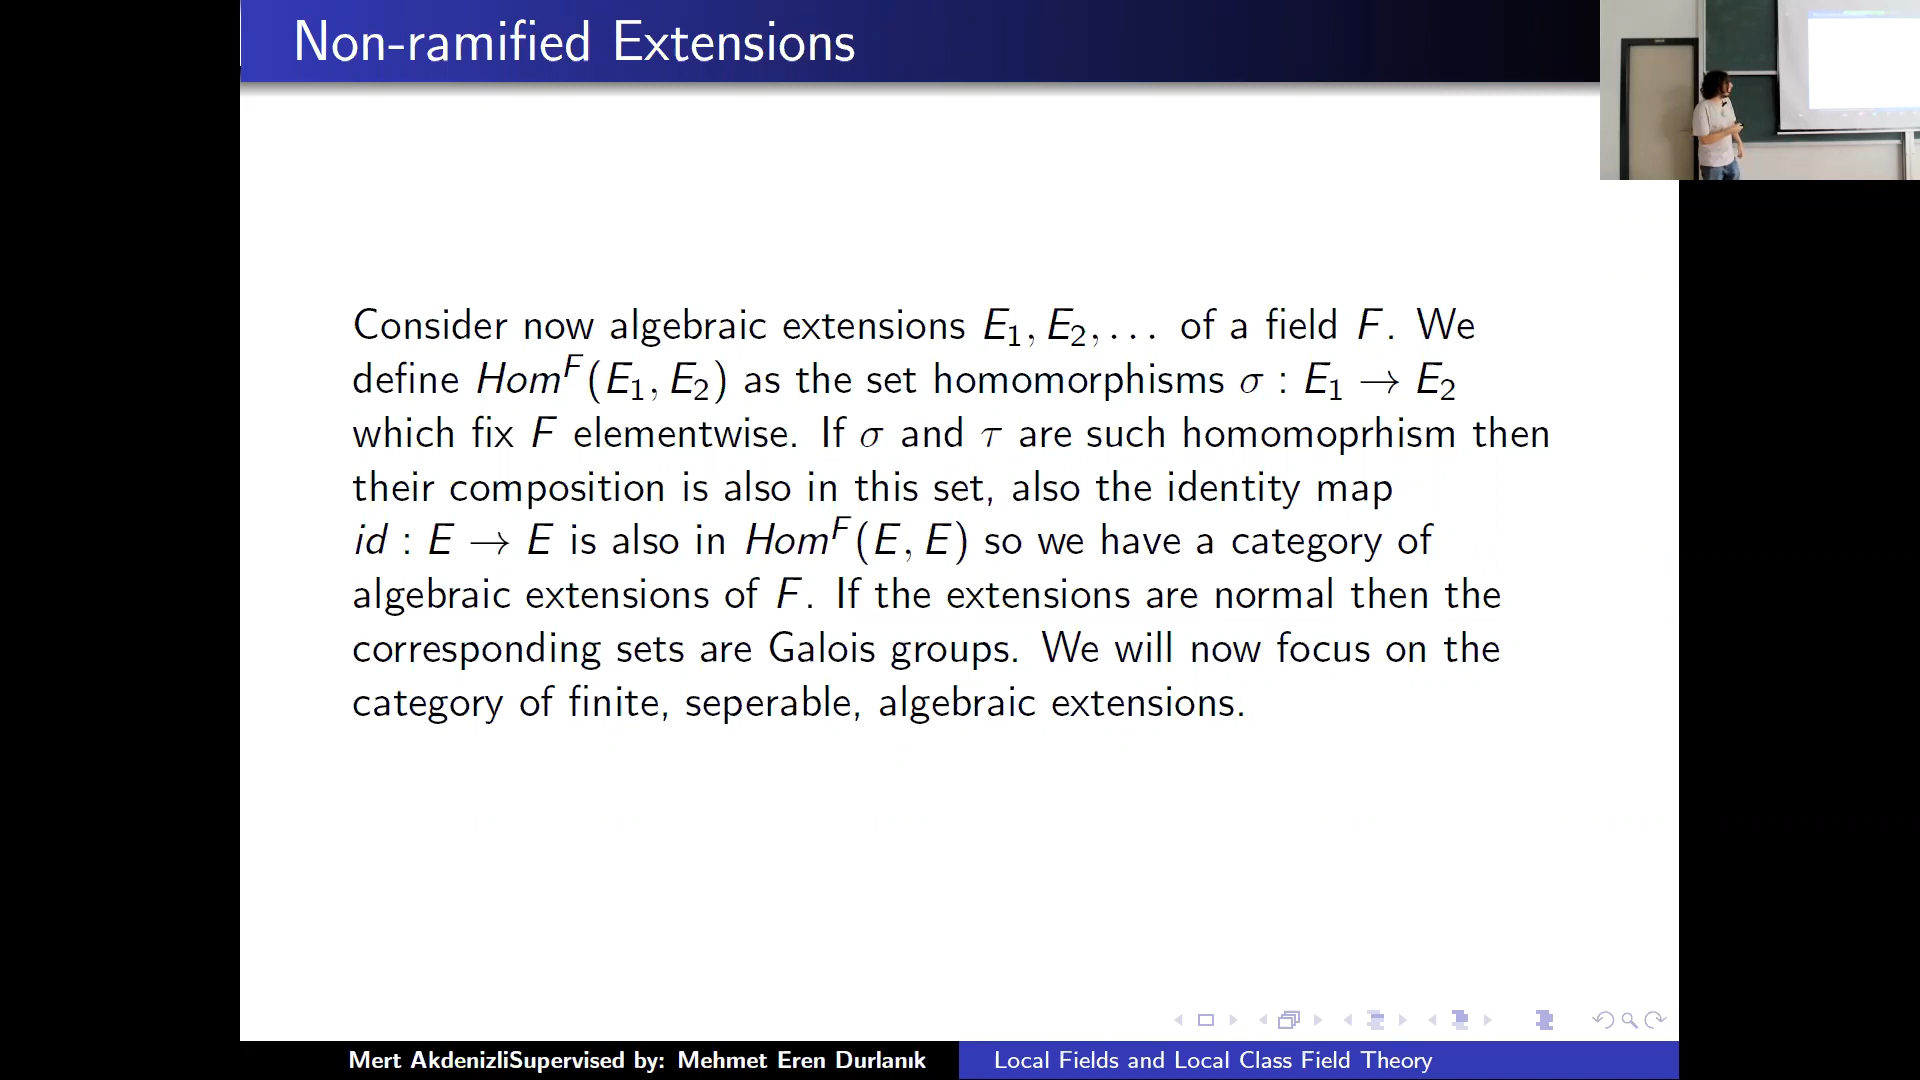 Non-ramified Extensions
Consider now algebraic extensions E₁, E₂, ... of a field F. We
define Hom^F(E₁, E₂) as the set homomorphisms σ : E₁ → E₂
which fix F elementwise. If σ and τ are such homomoprhism then
their composition is also in this set, also the identity map
id : E → E is also in Hom^F(E, E) so we have a category of
algebraic extensions of F. If the extensions are normal then the
corresponding sets are Galois groups. We will now focus on the
category of finite, seperable, algebraic extensions.
Mert AkdenizliSupervised by: Mehmet Eren Durlanık
Local Fields and Local Class Field Theory